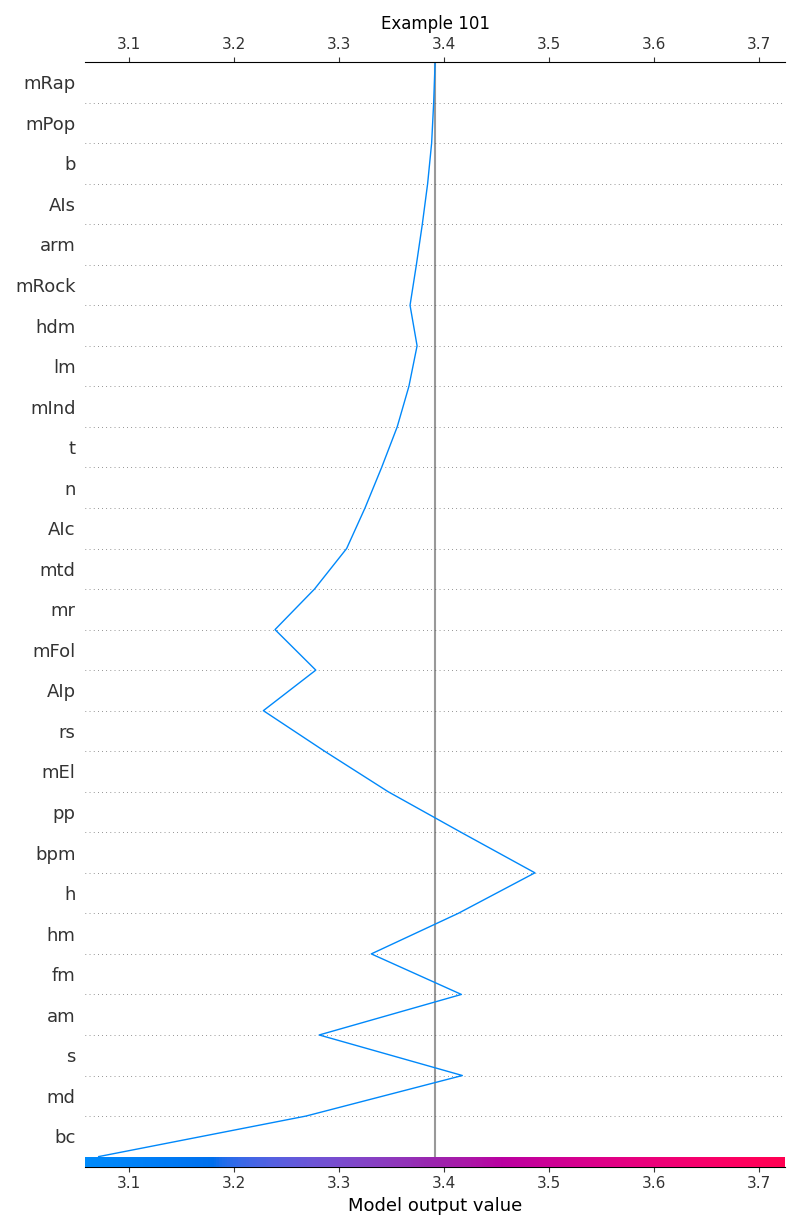 Example 101
3.1 3.2 3.3 3.4 3.5 3.6 3.7
mRap
mPop
b
AIs
arm
mRock
hdm
lm
mInd
t
n
AIc
mtd
mr
mFol
AIp
rs
mEl
pp
bpm
h
hm
fm
am
s
md
bc
3.1 3.2 3.3 3.4 3.5 3.6 3.7
Model output value